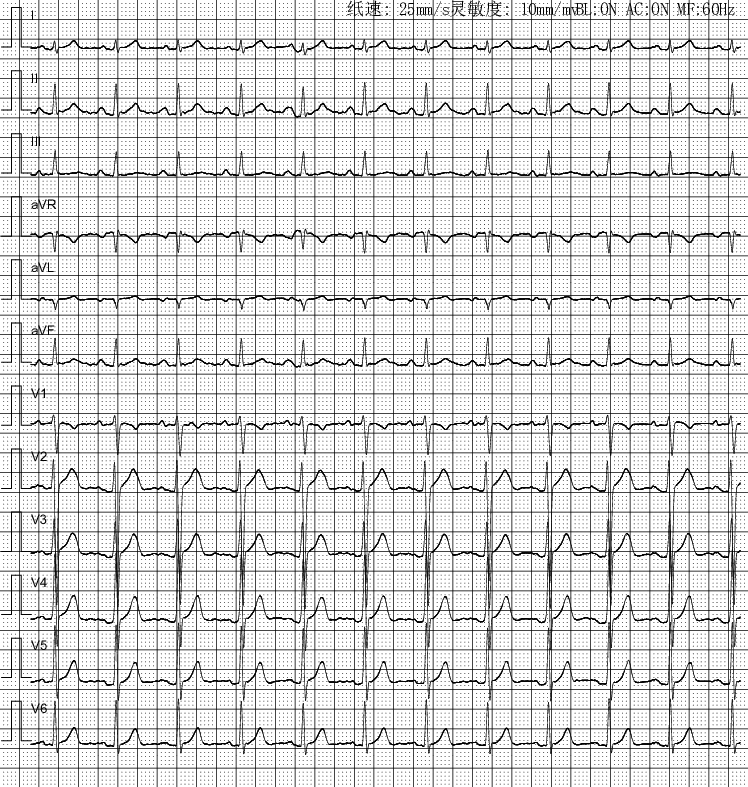 纸速: 25mm/s灵敏度: 10mm/mVBL:ON AC:ON MF:60Hz
I
II
III
aVR
aVL
aVF
V1
V2
V3
V4
V5
V6